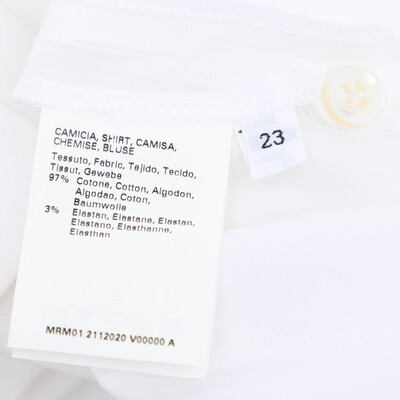 CAMICIA, SHIRT, CAMISA,
CHEMISE, BLUSE
Tessuto, Fabric, Tejido, Tecido,
Tissut, Gewebe
97% Cotone, Cotton, Algodon,
Algodao, Coton,
Baumwolle
3% Elastan, Elastane, Elastan,
Elastano, Elasthanne,
Elasthan
MRM01 2112020 V00000 A
23